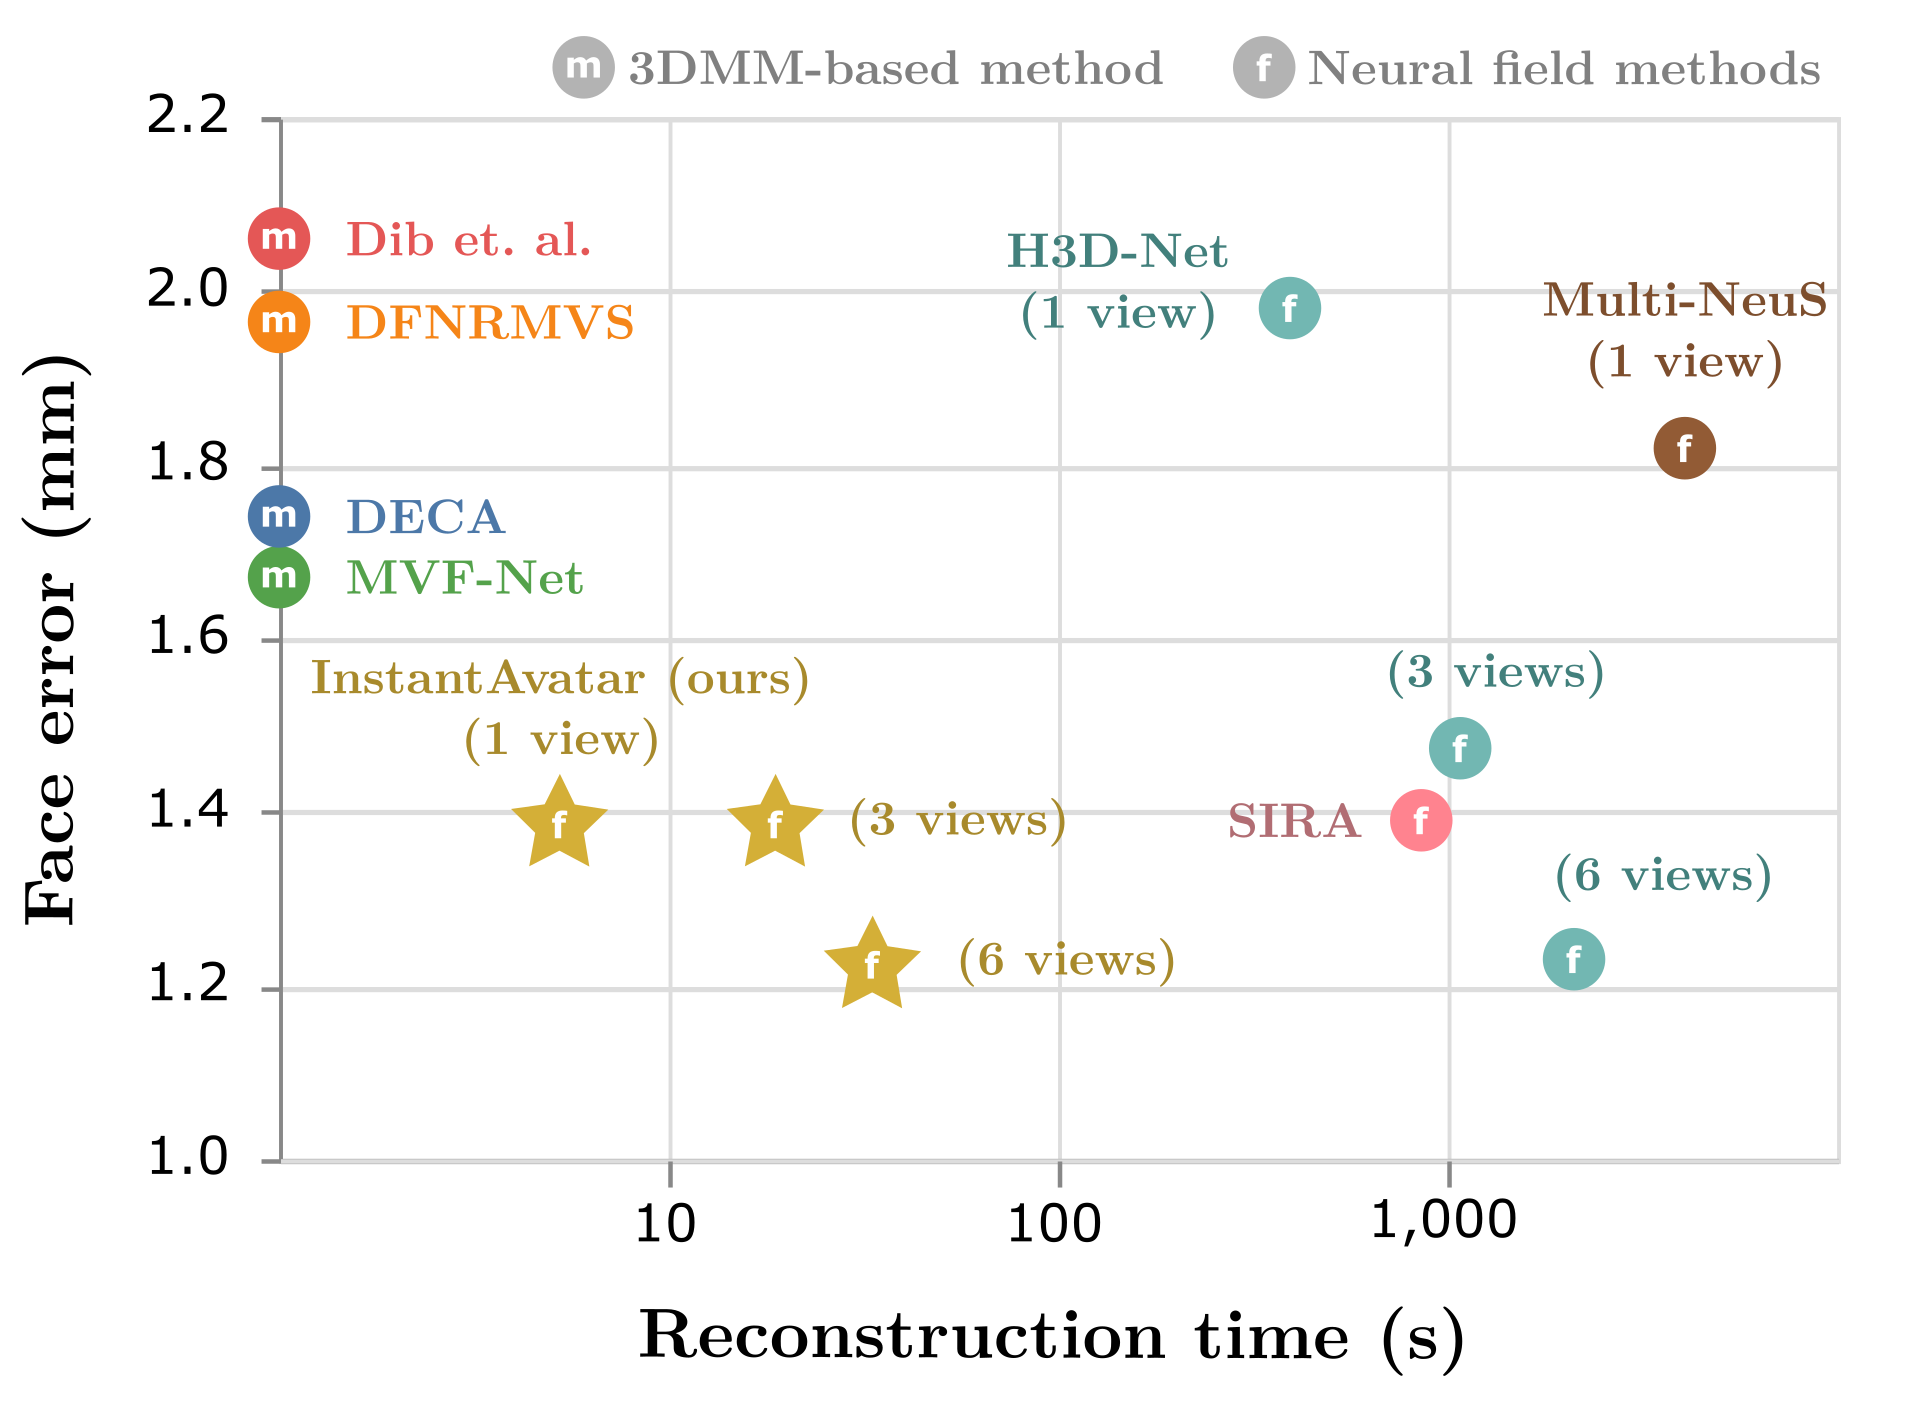 m 3DMM-based method f Neural field methods
2.2
m Dib et. al.
H3D-Net
2.0
(1 view) f
Multi-NeuS
(1 view)
m DFNRMVS
1.8
f
m DECA
m MVF-Net
1.6
Face error (mm)
InstantAvatar (ours)
(1 view)
f
f (3 views)
(3 views)
f
1.4
SIRA f
(6 views)
f
f (6 views)
1.2
1.0
10 100 1,000
Reconstruction time (s)